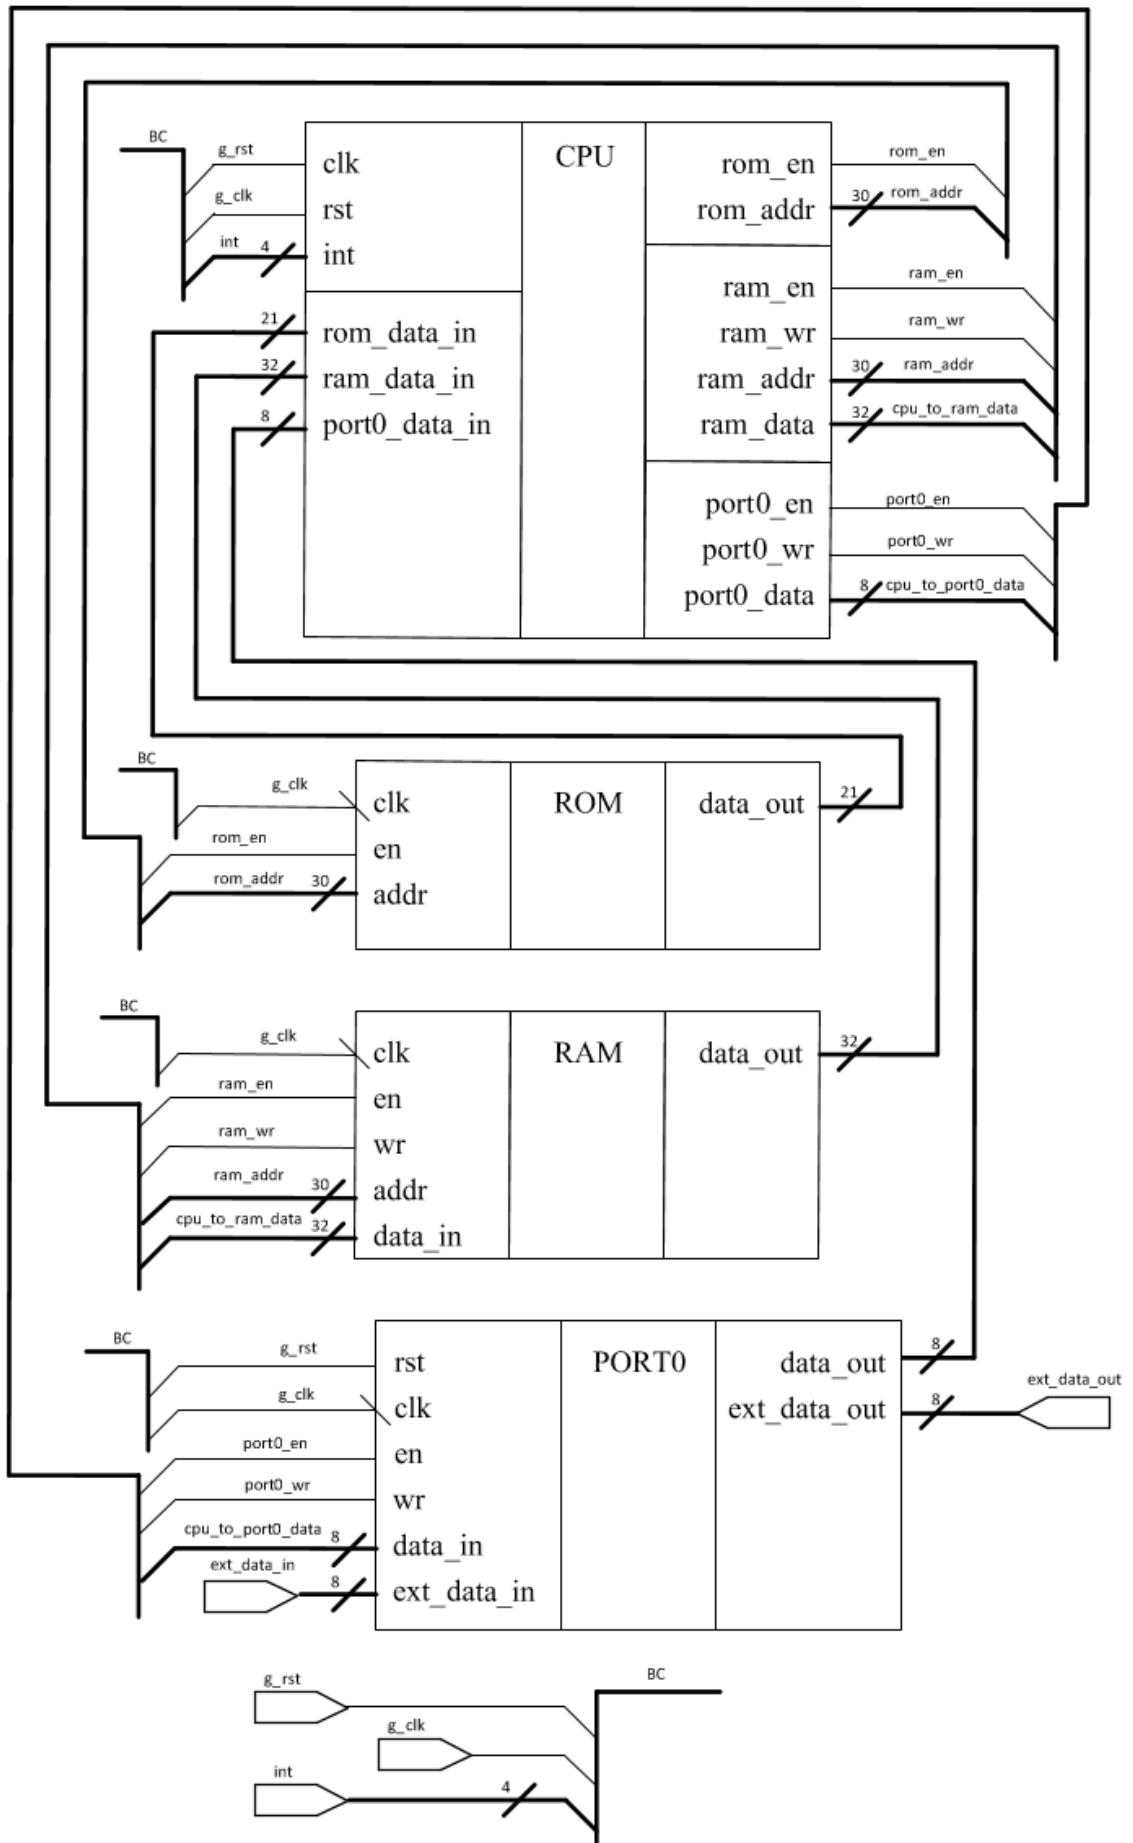 BC
g_rst
g_clk
int 4
clk
rst
int
CPU
rom_en
rom_addr
rom_en
30 rom_addr
21
32
8
rom_data_in
ram_data_in
port0_data_in
ram_en
ram_wr
ram_addr
ram_data
ram_en
ram_wr
30 ram_addr
32 cpu_to_ram_data
port0_en
port0_wr
port0_data
port0_en
port0_wr
8 cpu_to_port0_data
BC
g_clk
rom_en
rom_addr 30
clk
en
addr
ROM
data_out
21
BC
g_clk
ram_en
ram_wr
ram_addr 30
cpu_to_ram_data 32
clk
en
wr
addr
data_in
RAM
data_out
32
BC
g_rst
g_clk
port0_en
port0_wr
cpu_to_port0_data 8
ext_data_in 8
rst
clk
en
wr
data_in
ext_data_in
PORT0
data_out
ext_data_out
8
8
ext_data_out
g_rst
g_clk
int
4
BC